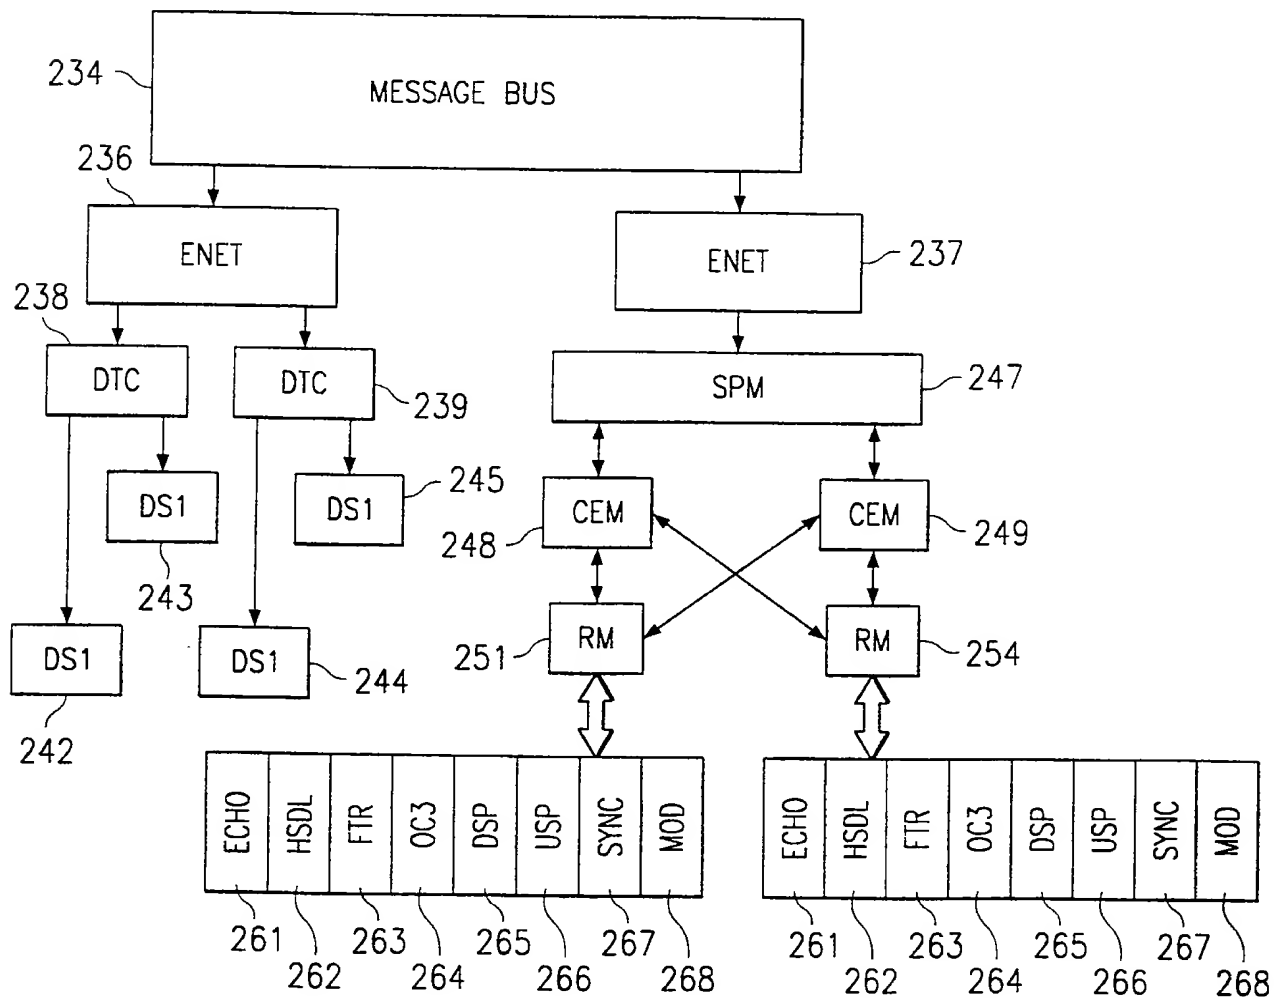 234
MESSAGE BUS
236
ENET
ENET
237
238
DTC
DTC
239
SPM
247
DS1
243
DS1
245
CEM
248
CEM
249
DS1
242
DS1
244
RM
251
RM
254
ECHO
HSDL
FTR
OC3
DSP
USP
SYNC
MOD
ECHO
HSDL
FTR
OC3
DSP
USP
SYNC
MOD
261
262
263
264
265
266
267
268
261
262
263
264
265
266
267
268